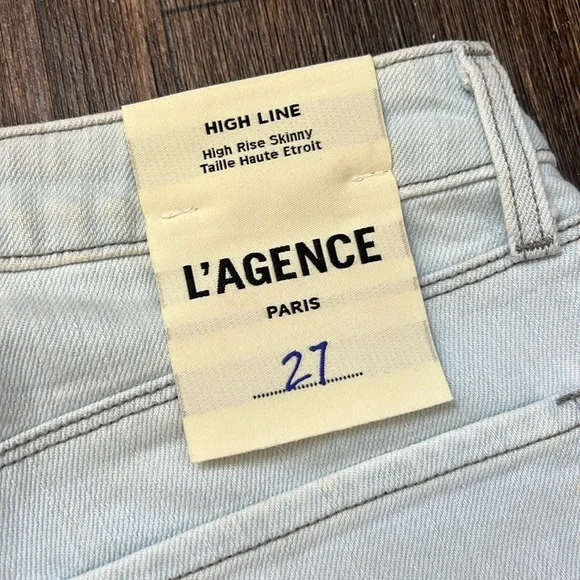 HIGH LINE
High Rise Skinny
Taille Haute Etroit
L'AGENCE
PARIS
27